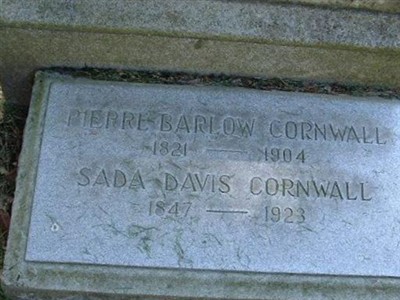 PIERRE BARLOW CORNWALL
1821 — 1904
SADA DAVIS CORNWALL
1847 — 1923